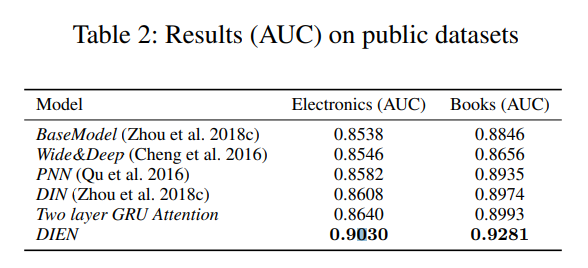 Table 2: Results (AUC) on public datasets
Model Electronics (AUC) Books (AUC)
BaseModel (Zhou et al. 2018c) 0.8538 0.8846
Wide&Deep (Cheng et al. 2016) 0.8546 0.8656
PNN (Qu et al. 2016) 0.8582 0.8935
DIN (Zhou et al. 2018c) 0.8608 0.8974
Two layer GRU Attention 0.8640 0.8993
DIEN 0.9030 0.9281